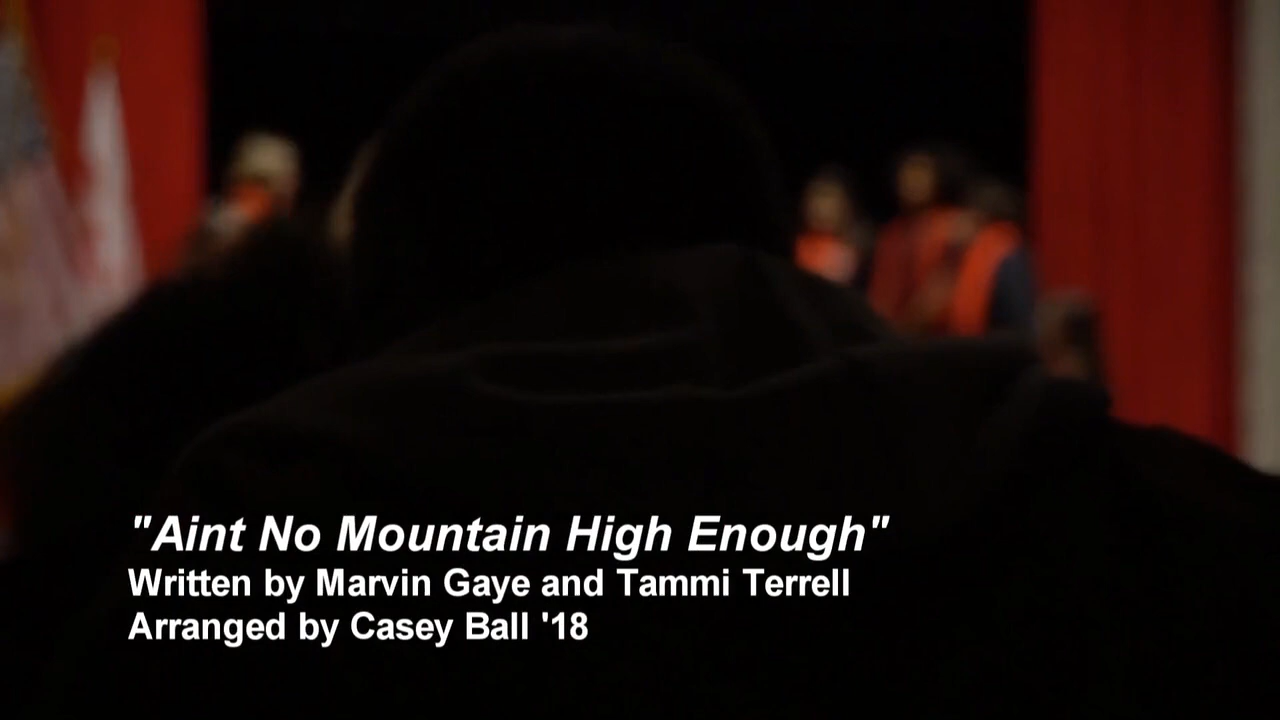 "Aint No Mountain High Enough"
Written by Marvin Gaye and Tammi Terrell
Arranged by Casey Ball '18